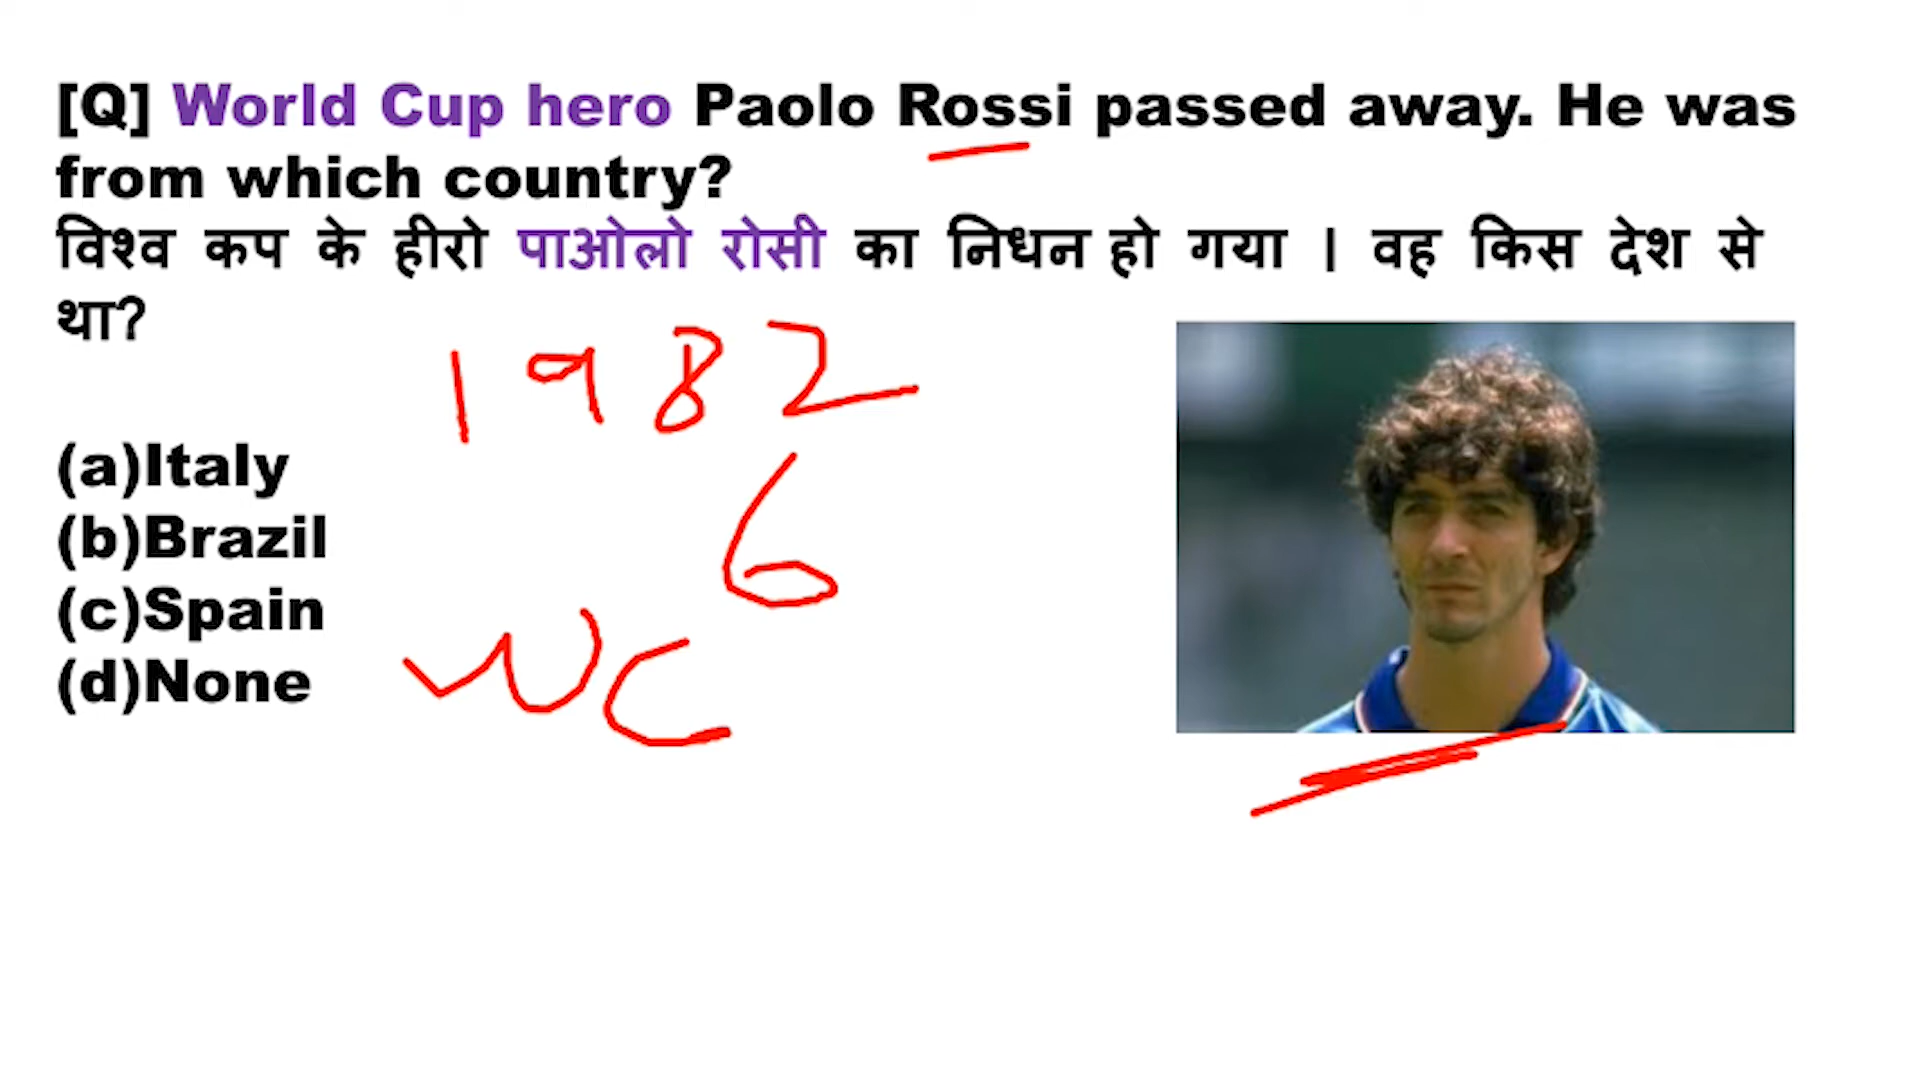 [Q] World Cup hero Paolo Rossi passed away. He was
from which country?
विश्व कप के हीरो पाओलो रोसी का निधन हो गया | वह किस देश से
था?
1982
(a)Italy
6
(b)Brazil
(c)Spain
WC
(d)None